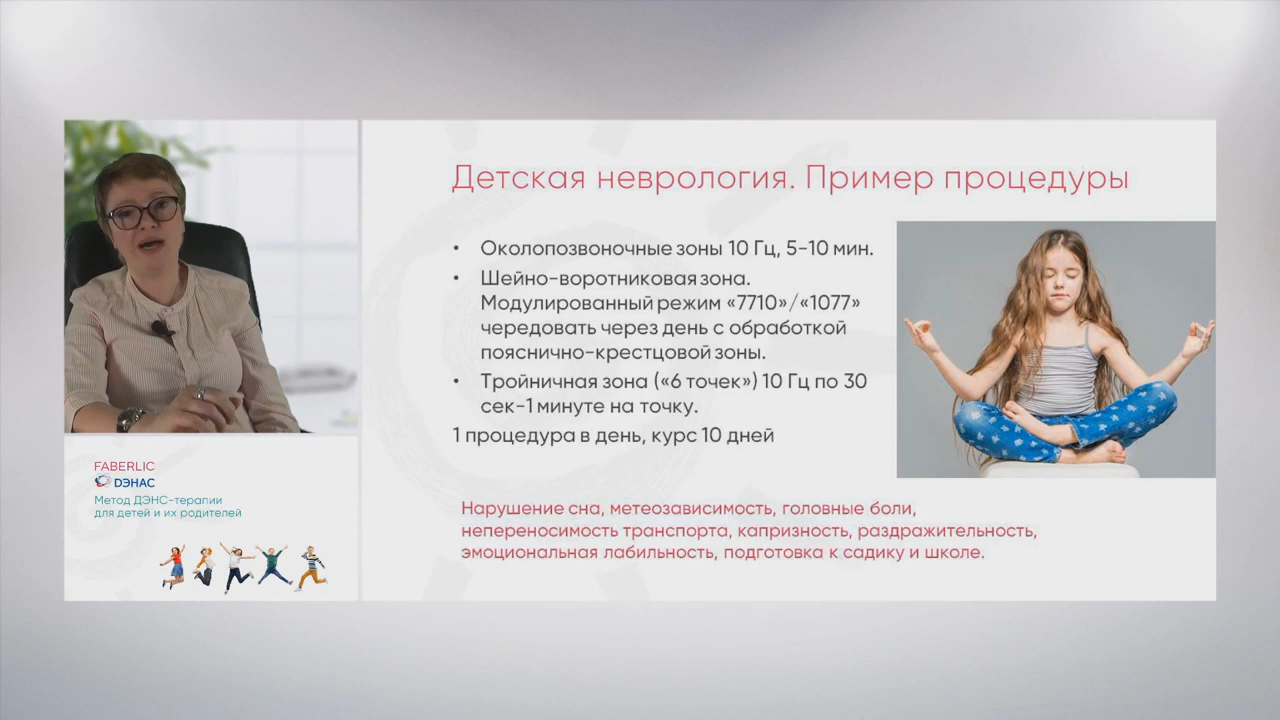 Детская неврология. Пример процедуры
• Околопозвоночные зоны 10 Гц, 5-10 мин.
• Шейно-воротниковая зона.
Модулированный режим «7710»/«1077»
чередовать через день с обработкой
пояснично-крестцовой зоны.
• Тройничная зона («6 точек») 10 Гц по 30
сек-1 минуте на точку.
1 процедура в день, курс 10 дней
Нарушение сна, метеозависимость, головные боли,
непереносимость транспорта, капризность, раздражительность,
эмоциональная лабильность, подготовка к садику и школе.
FABERLIC
DЭНАС
Метод ДЭНС-терапии
для детей и их родителей